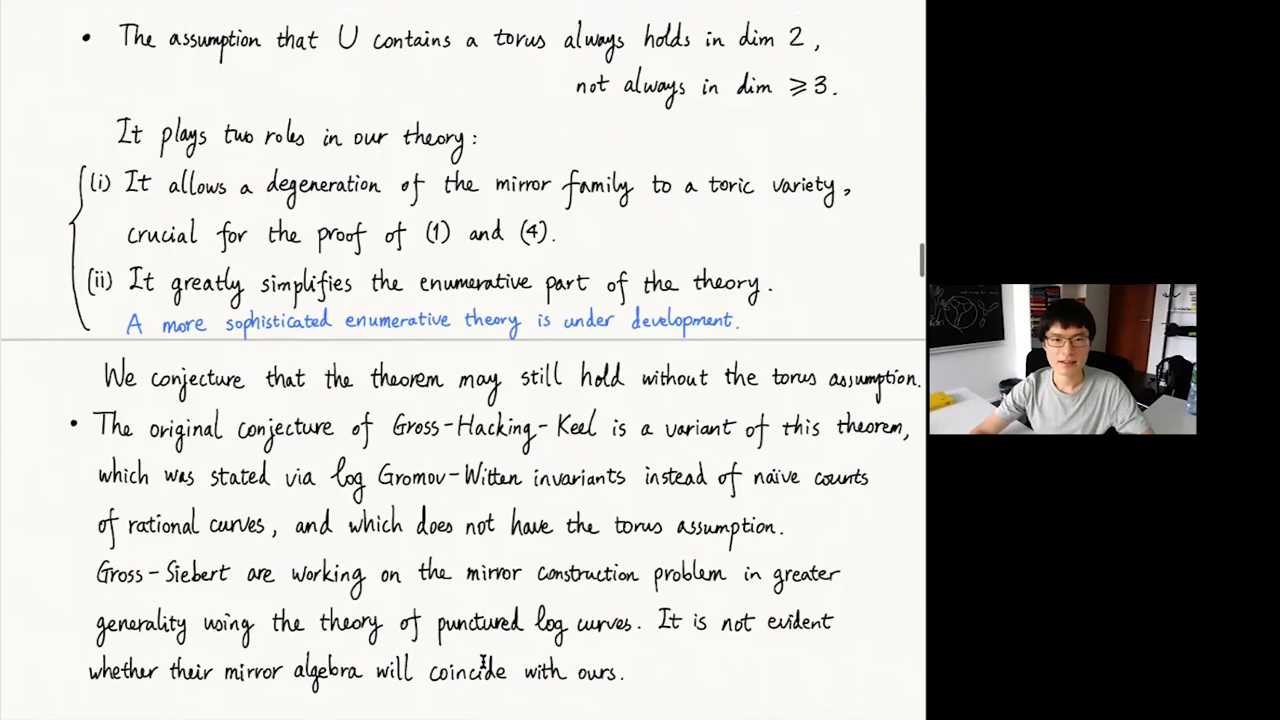 • The assumption that U contains a torus always holds in dim 2,
not always in dim ⩾3.
It plays two roles in our theory:
(i) It allows a degeneration of the mirror family to a toric variety,
crucial for the proof of (1) and (4).
(ii) It greatly simplifies the enumerative part of the theory.
A more sophisticated enumerative theory is under development.
We conjecture that the theorem may still hold without the torus assumption.
• The original conjecture of Gross-Hacking-Keel is a variant of this theorem,
which was stated via log Gromov-Witten invariants instead of naïve counts
of rational curves, and which does not have the torus assumption.
Gross-Siebert are working on the mirror construction problem in greater
generality using the theory of punctured log curves. It is not evident
whether their mirror algebra will coincide with ours.